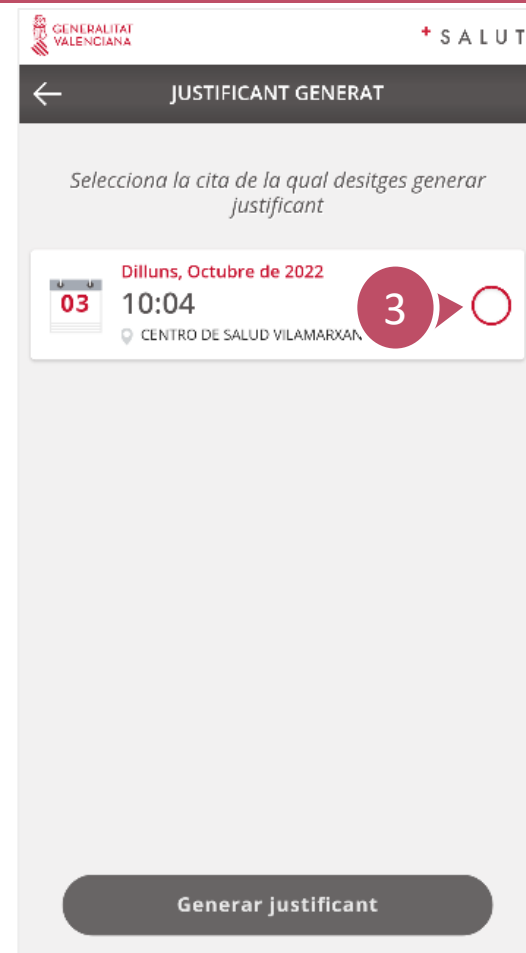 GENERALITAT
VALENCIANA
+ SALUT
JUSTIFICANT GENERAT
Selecciona la cita de la qual desitges generar
justificant
Dilluns, Octubre de 2022
03
10:04
3
CENTRO DE SALUD VILAMARXAN
Generar justificant